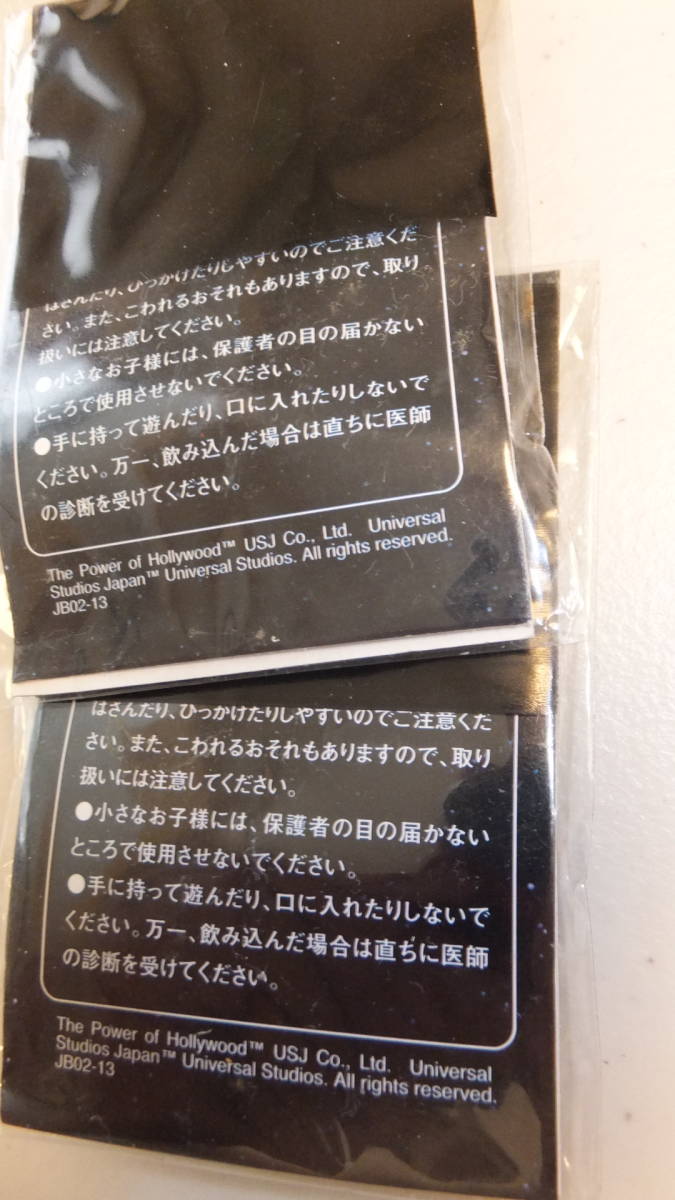 はさんだり、ひっかけたりしやすいのでご注意くだ
さい。また、こわれるおそれもありますので、取り
扱いには注意してください。
●小さなお子様には、保護者の目の届かない
ところで使用させないでください。
●手に持って遊んだり、口に入れたりしないで
ください。万一、飲み込んだ場合は直ちに医師
の診断を受けてください。
The Power of Hollywood™ USJ Co., Ltd. Universal
Studios Japan™ Universal Studios. All rights reserved.
JB02-13
はさんだり、ひっかけたりしやすいのでご注意くだ
さい。また、こわれるおそれもありますので、取り
扱いには注意してください。
●小さなお子様には、保護者の目の届かない
ところで使用させないでください。
●手に持って遊んだり、口に入れたりしないで
ください。万一、飲み込んだ場合は直ちに医師
の診断を受けてください。
The Power of Hollywood™ USJ Co., Ltd. Universal
Studios Japan™ Universal Studios. All rights reserved.
JB02-13